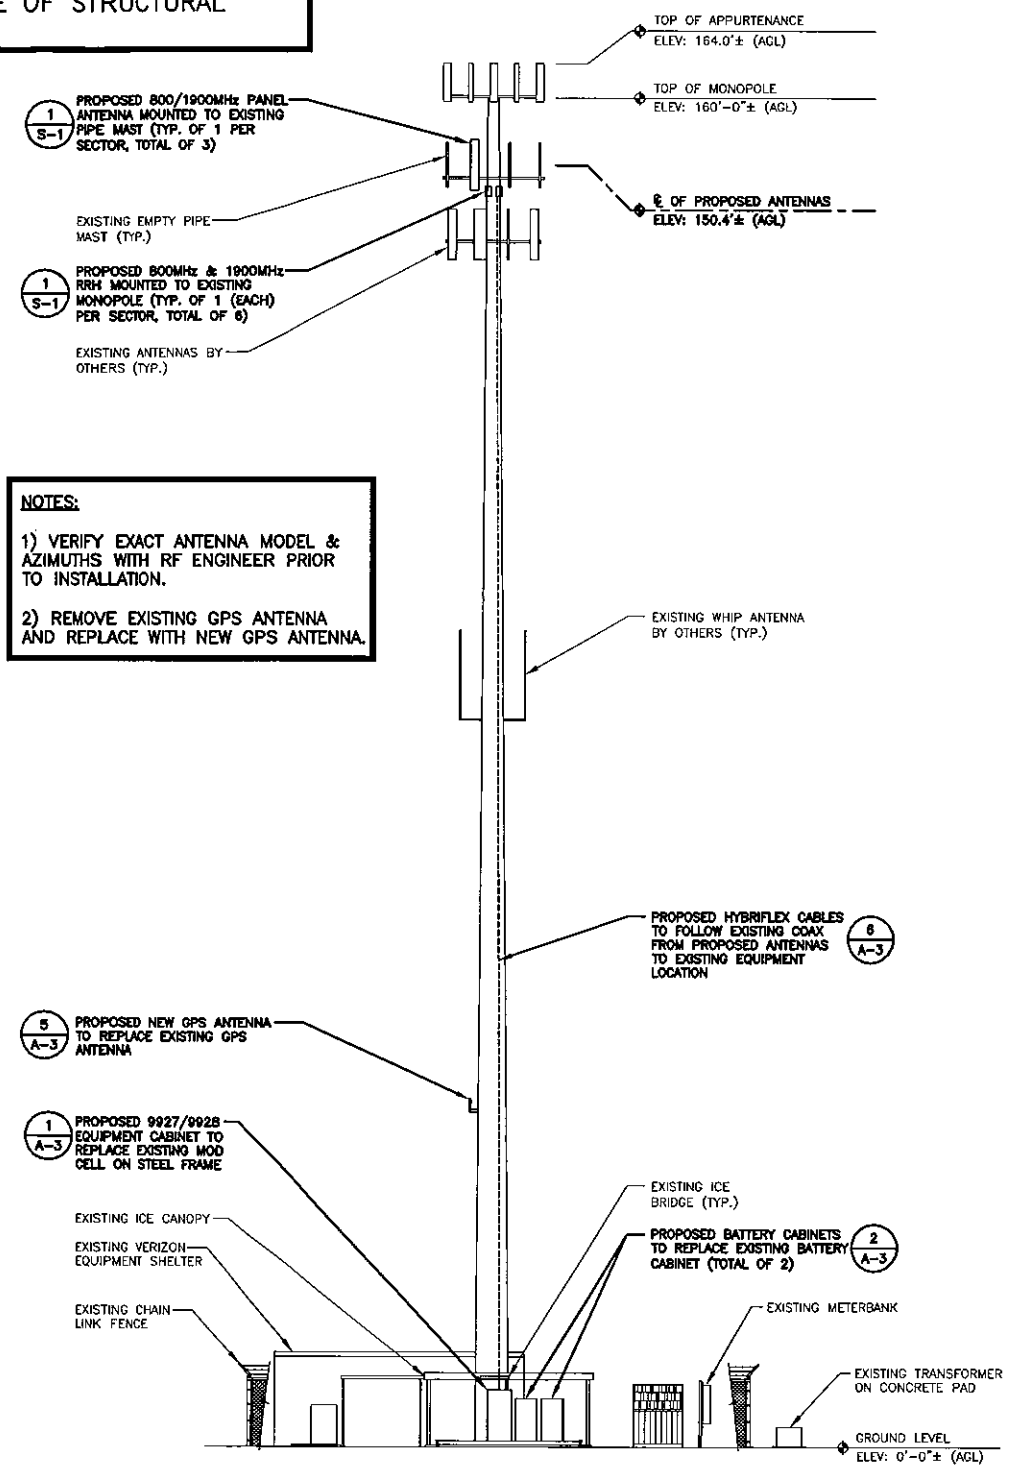 E OF STRUCTURAL
TOP OF APPURTENANCE
ELEV: 164.0'± (AGL)
TOP OF MONOPOLE
ELEV: 160'-0"± (AGL)
1
S-1
PROPOSED 800/1900MHz PANEL
ANTENNA MOUNTED TO EXISTING
PIPE MAST (TYP. OF 1 PER
SECTOR, TOTAL OF 3)
℄ OF PROPOSED ANTENNAS
ELEV: 150.4'± (AGL)
EXISTING EMPTY PIPE
MAST (TYP.)
1
S-1
PROPOSED 800MHz & 1900MHz
RRH MOUNTED TO EXISTING
MONOPOLE (TYP. OF 1 (EACH)
PER SECTOR, TOTAL OF 6)
EXISTING ANTENNAS BY
OTHERS (TYP.)
NOTES:
1) VERIFY EXACT ANTENNA MODEL &
AZIMUTHS WITH RF ENGINEER PRIOR
TO INSTALLATION.
2) REMOVE EXISTING GPS ANTENNA
AND REPLACE WITH NEW GPS ANTENNA.
EXISTING WHIP ANTENNA
BY OTHERS (TYP.)
PROPOSED HYBRIFLEX CABLES
TO FOLLOW EXISTING COAX
FROM PROPOSED ANTENNAS
TO EXISTING EQUIPMENT
LOCATION
6
A-3
5
A-3
PROPOSED NEW GPS ANTENNA
TO REPLACE EXISTING GPS
ANTENNA
1
A-3
PROPOSED 9927/9928
EQUIPMENT CABINET TO
REPLACE EXISTING MOD
CELL ON STEEL FRAME
EXISTING ICE
BRIDGE (TYP.)
PROPOSED BATTERY CABINETS
TO REPLACE EXISTING BATTERY
CABINET (TOTAL OF 2)
2
A-3
EXISTING ICE CANOPY
EXISTING VERIZON
EQUIPMENT SHELTER
EXISTING CHAIN
LINK FENCE
EXISTING METERBANK
EXISTING TRANSFORMER
ON CONCRETE PAD
GROUND LEVEL
ELEV: 0'-0"± (AGL)